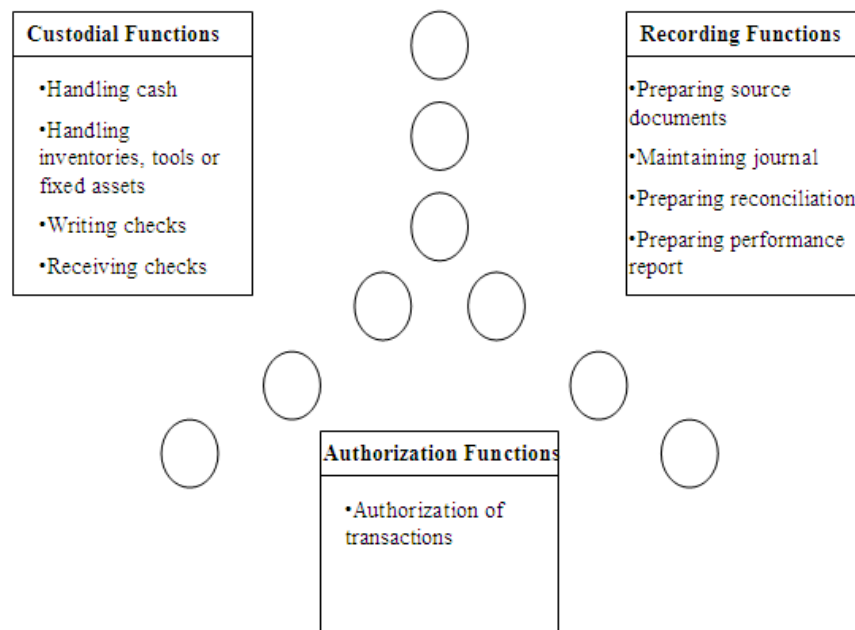 Custodial Functions
•Handling cash
•Handling
inventories, tools or
fixed assets
•Writing checks
•Receiving checks
Recording Functions
•Preparing source
documents
•Maintaining journal
•Preparing reconciliation
•Preparing performance
report
Authorization Functions
•Authorization of
transactions